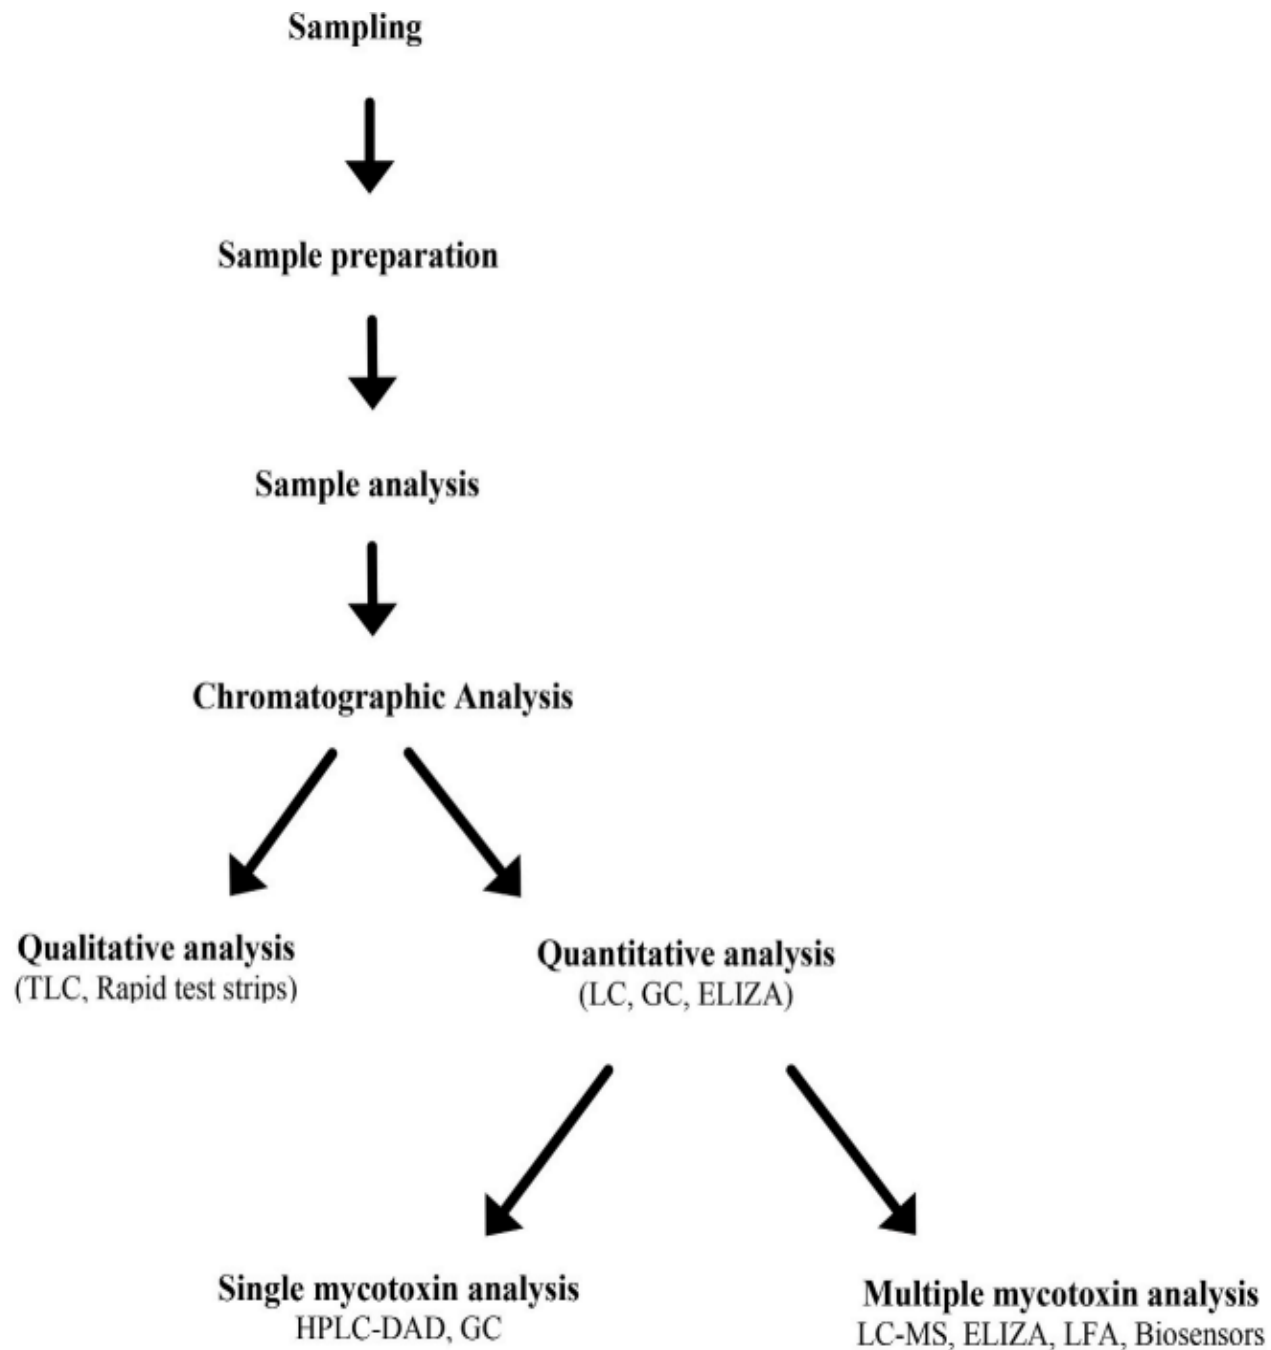 Sampling
Sample preparation
Sample analysis
Chromatographic Analysis
Qualitative analysis
(TLC, Rapid test strips)
Quantitative analysis
(LC, GC, ELIZA)
Single mycotoxin analysis
HPLC-DAD, GC
Multiple mycotoxin analysis
LC-MS, ELIZA, LFA, Biosensors